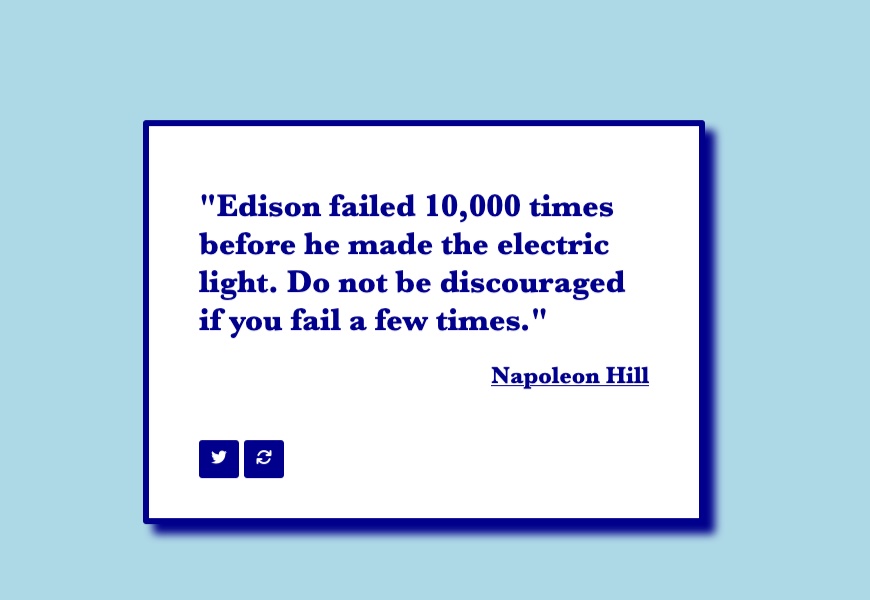 "Edison failed 10,000 times
before he made the electric
light. Do not be discouraged
if you fail a few times."
Napoleon Hill